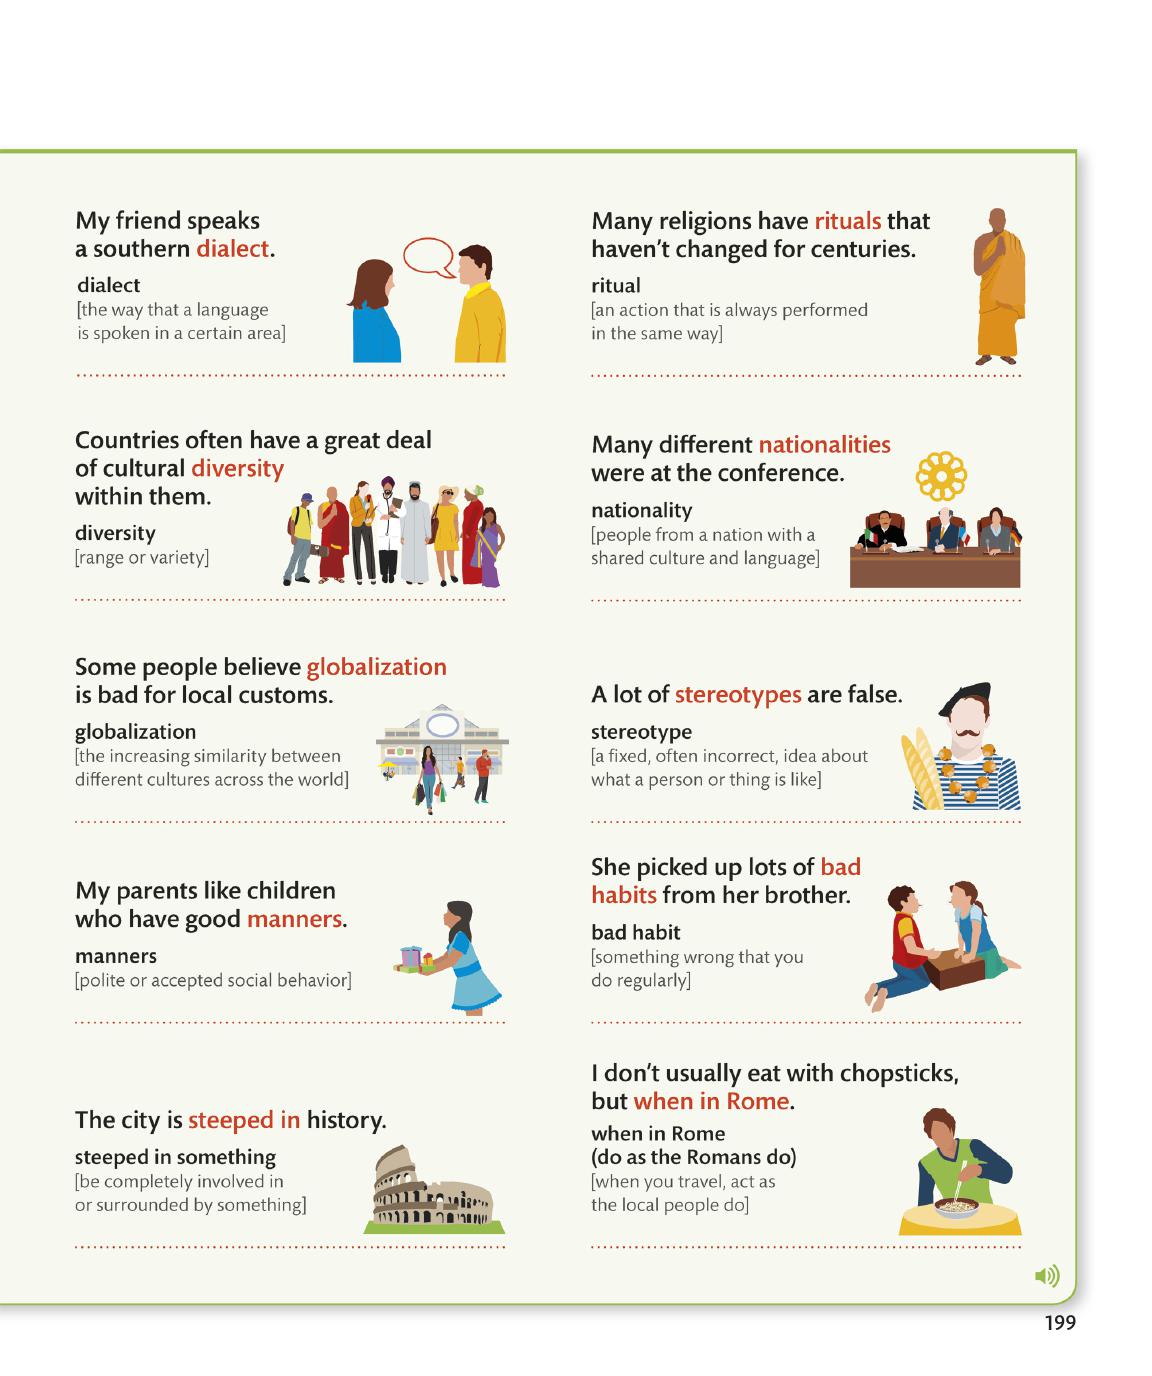 My friend speaks
a southern dialect.
dialect
[the way that a language
is spoken in a certain area]
Countries often have a great deal
of cultural diversity
within them.
diversity
[range or variety]
Some people believe globalization
is bad for local customs.
globalization
[the increasing similarity between
different cultures across the world]
My parents like children
who have good manners.
manners
[polite or accepted social behavior]
The city is steeped in history.
steeped in something
[be completely involved in
or surrounded by something]
Many religions have rituals that
haven't changed for centuries.
ritual
[an action that is always performed
in the same way]
Many different nationalities
were at the conference.
nationality
[people from a nation with a
shared culture and language]
A lot of stereotypes are false.
stereotype
[a fixed, often incorrect, idea about
what a person or thing is like]
She picked up lots of bad
habits from her brother.
bad habit
[something wrong that you
do regularly]
I don't usually eat with chopsticks,
but when in Rome.
when in Rome
(do as the Romans do)
[when you travel, act as
the local people do]
199